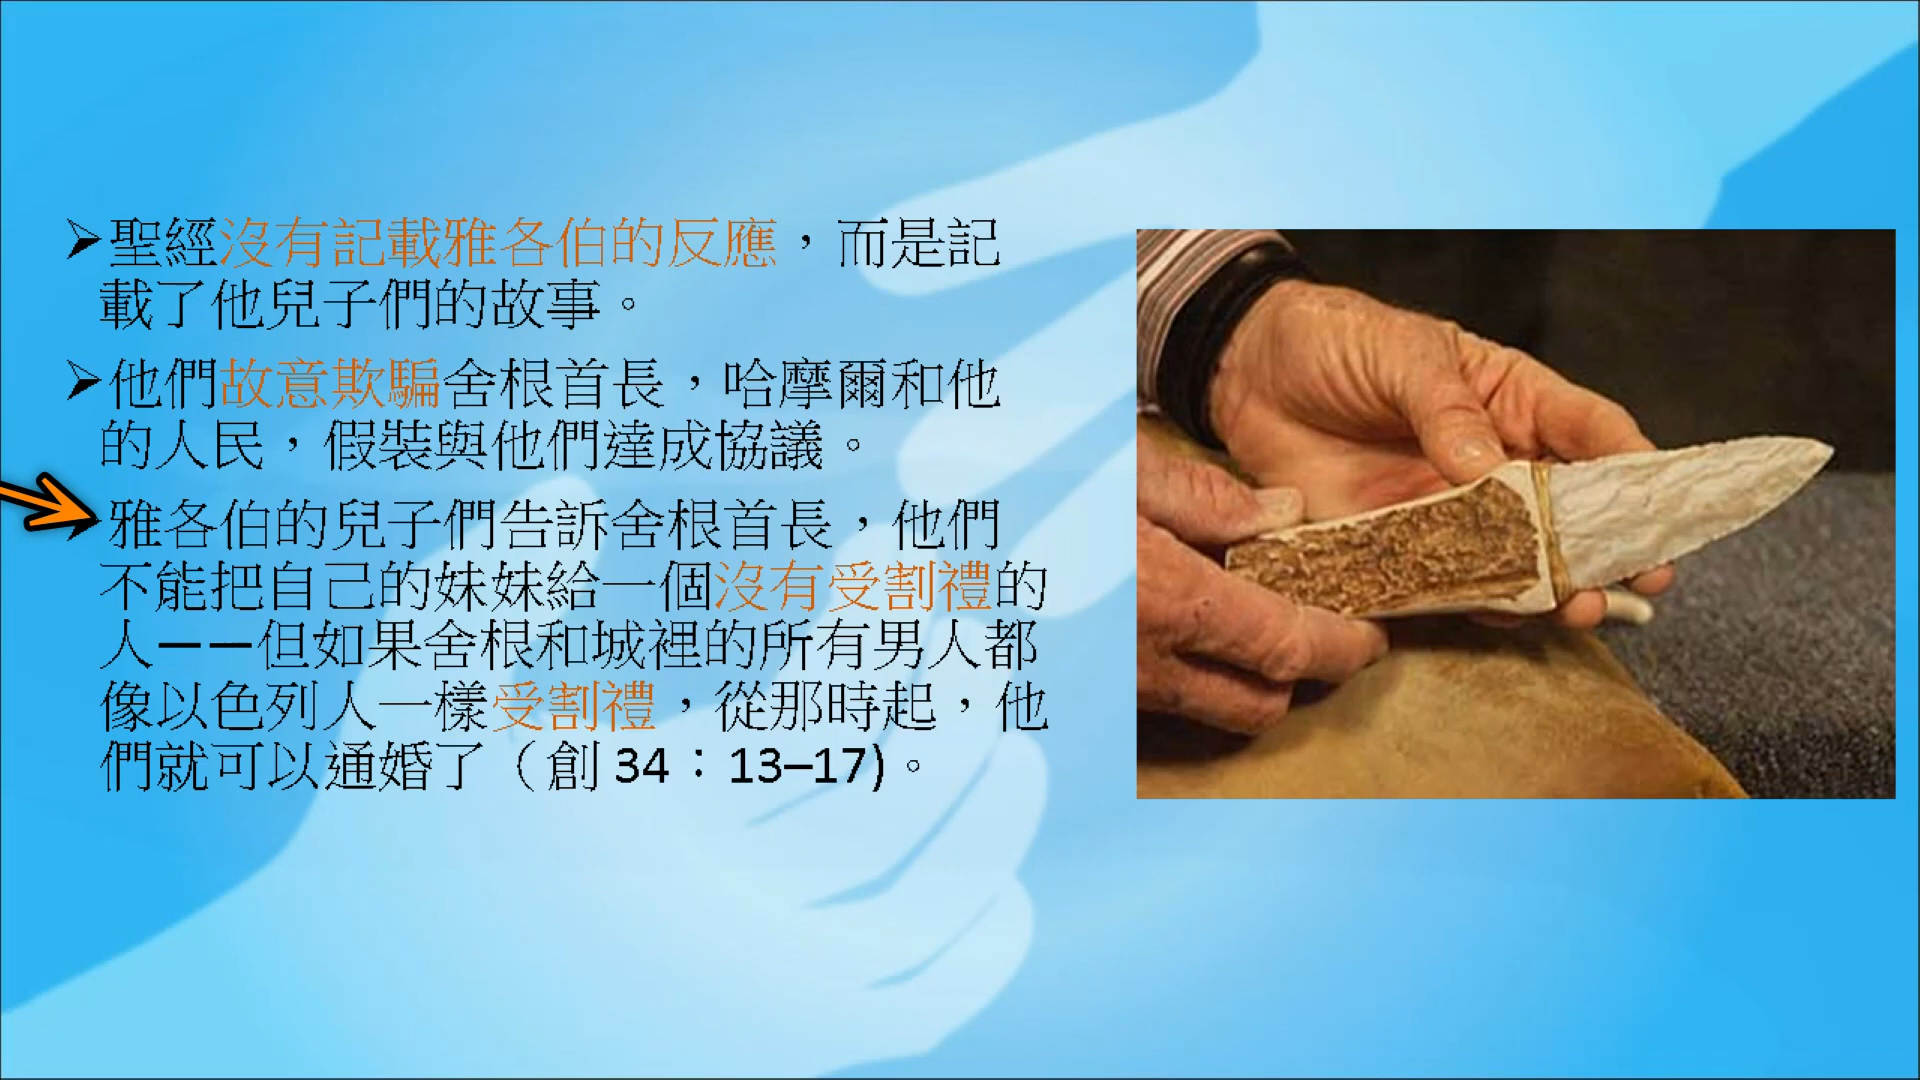 ➢聖經沒有記載雅各伯的反應，而是記
載了他兒子們的故事。
➢他們故意欺騙舍根首長，哈摩爾和他
的人民，假裝與他們達成協議。
雅各伯的兒子們告訴舍根首長，他們
不能把自己的妹妹給一個沒有受割禮的
人——但如果舍根和城裡的所有男人都
像以色列人一樣受割禮，從那時起，他
們就可以通婚了（創 34：13–17)。